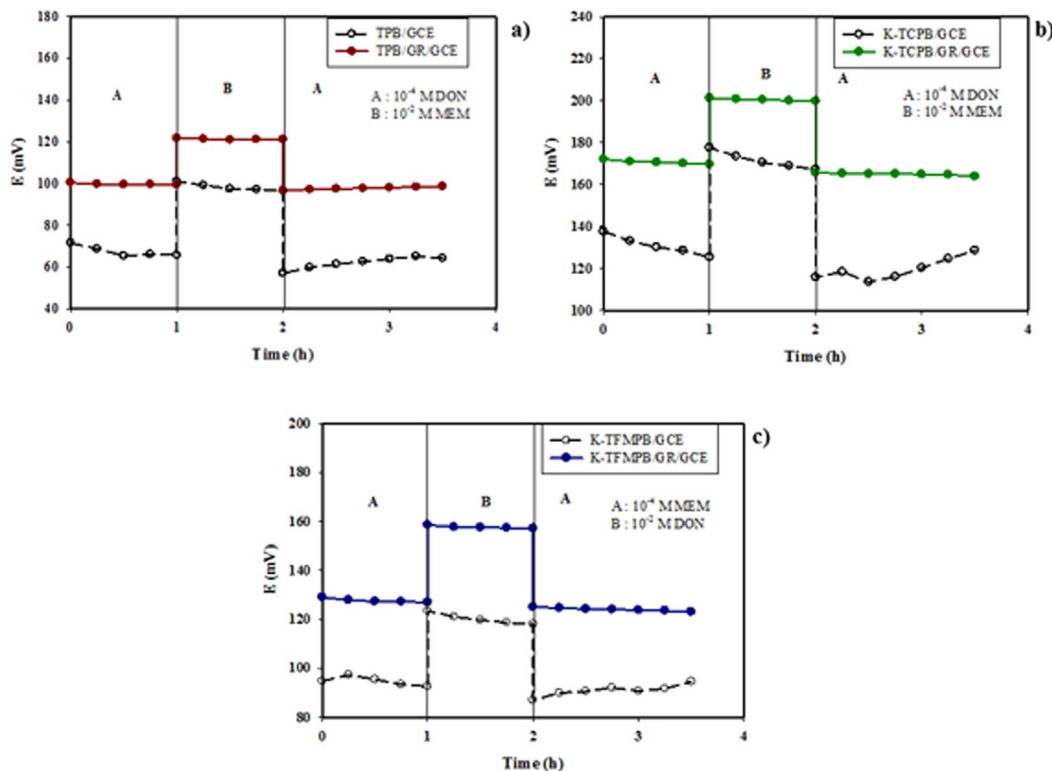 a)
TPB/GCE
TPB/GR/GCE
A
B
A
A : 10⁻⁴ M DON
B : 10⁻² M MEM
E (mV)
180
160
140
120
100
80
60
40
0 1 2 3 4
Time (h)
b)
K-TCPB/GCE
K-TCPB/GR/GCE
A
B
A
A : 10⁻⁴ M DON
B : 10⁻² M MEM
E (mV)
240
220
200
180
160
140
120
100
0 1 2 3 4
Time (h)
c)
K-TFMPB/GCE
K-TFMPB/GR/GCE
A
B
A
A : 10⁻⁴ M MEM
B : 10⁻² M DON
E (mV)
200
180
160
140
120
100
80
0 1 2 3 4
Time (h)